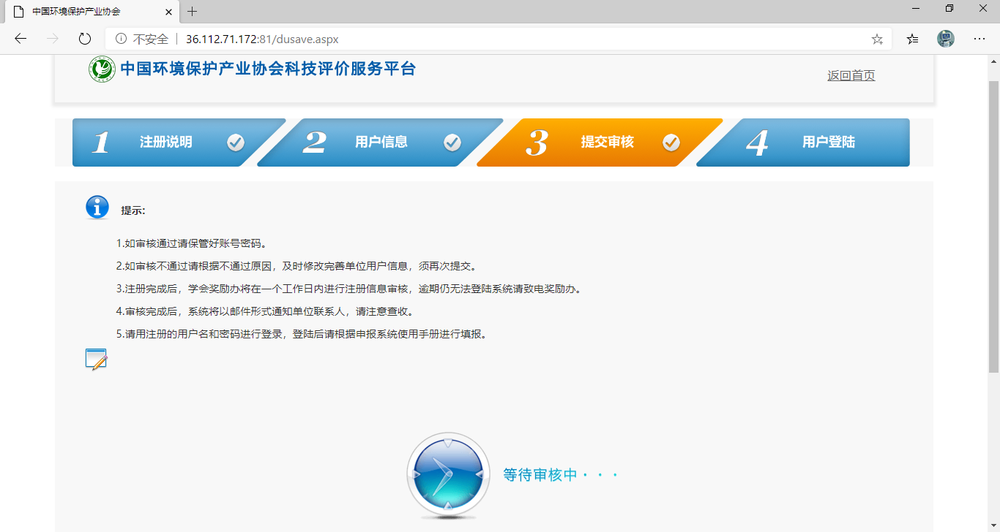 中国环境保护产业协会
不安全 36.112.71.172:81/dusave.aspx
中国环境保护产业协会科技评价服务平台
返回首页
1 注册说明 2 用户信息 3 提交审核 4 用户登陆
提示:
1.如审核通过请保管好账号密码。
2.如审核不通过请根据不通过原因，及时修改完善单位用户信息，须再次提交。
3.注册完成后，学会奖励办将在一个工作日内进行注册信息审核，逾期仍无法登陆系统请致电奖励办。
4.审核完成后，系统将以邮件形式通知单位联系人，请注意查收。
5.请用注册的用户名和密码进行登录，登陆后请根据申报系统使用手册进行填报。
等待审核中···